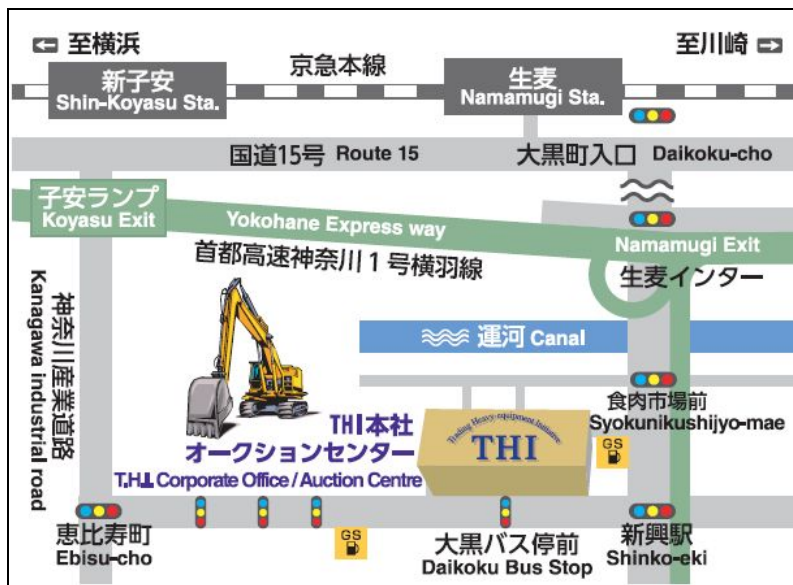 至横浜
至川崎
新子安
Shin-Koyasu Sta.
京急本線
生麦
Namamugi Sta.
国道15号 Route 15
大黒町入口 Daikoku-cho
子安ランプ
Koyasu Exit
Yokohane Express way
首都高速神奈川1号横羽線
Namamugi Exit
生麦インター
神奈川産業道路
Kanagawa industrial road
運河 Canal
食肉市場前
Syokunikushijyo-mae
THI本社
オークションセンター
T.H.I. Corporate Office / Auction Centre
Trading Heavy-equipment Initiative
THI
GS
恵比寿町
Ebisu-cho
GS
大黒バス停前
Daikoku Bus Stop
新興駅
Shinko-eki